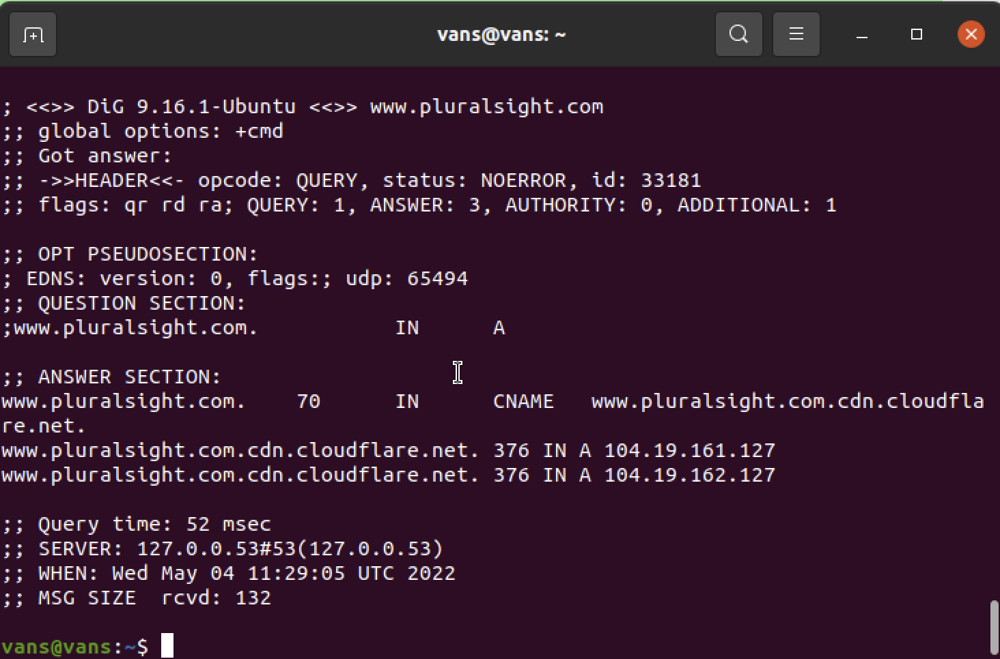 vans@vans: ~
; <<>> DiG 9.16.1-Ubuntu <<>> www.pluralsight.com
;; global options: +cmd
;; Got answer:
;; ->>HEADER<<- opcode: QUERY, status: NOERROR, id: 33181
;; flags: qr rd ra; QUERY: 1, ANSWER: 3, AUTHORITY: 0, ADDITIONAL: 1
;; OPT PSEUDOSECTION:
; EDNS: version: 0, flags:; udp: 65494
;; QUESTION SECTION:
;www.pluralsight.com. IN A
;; ANSWER SECTION:
www.pluralsight.com. 70 IN CNAME www.pluralsight.com.cdn.cloudfla
re.net.
www.pluralsight.com.cdn.cloudflare.net. 376 IN A 104.19.161.127
www.pluralsight.com.cdn.cloudflare.net. 376 IN A 104.19.162.127
;; Query time: 52 msec
;; SERVER: 127.0.0.53#53(127.0.0.53)
;; WHEN: Wed May 04 11:29:05 UTC 2022
;; MSG SIZE  rcvd: 132
vans@vans:~$